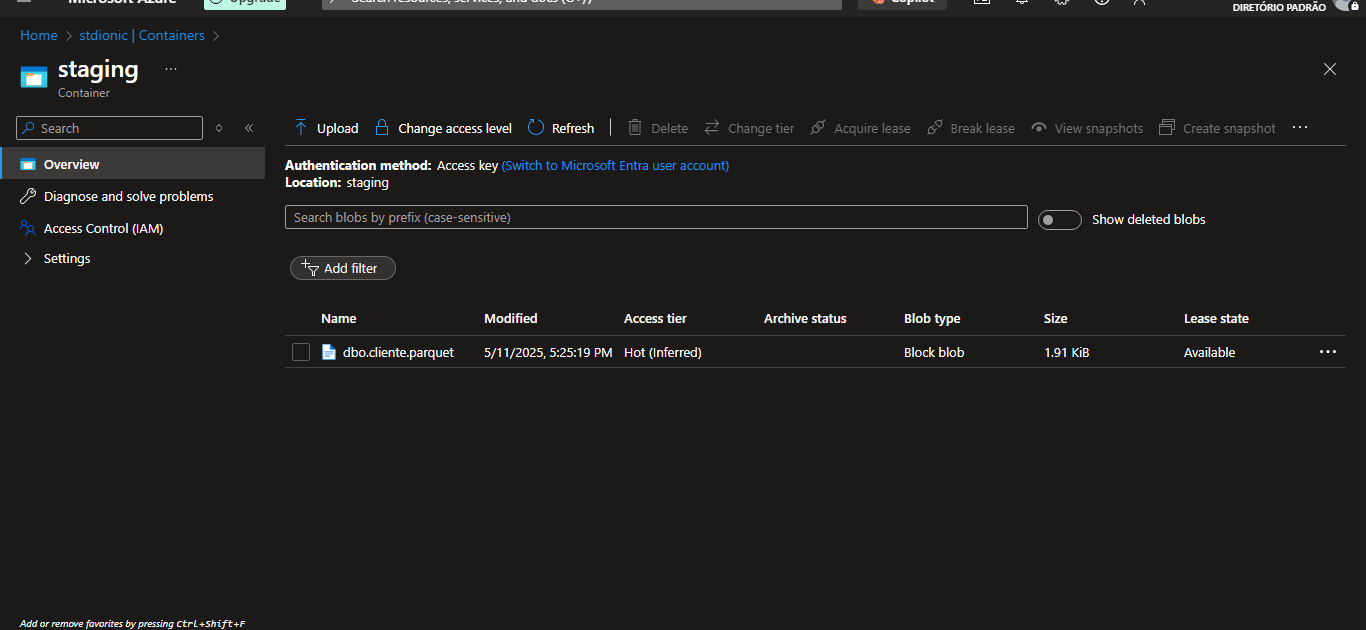 Microsoft Azure
Upgrade
Search resources, services, and docs (G+/)
Copilot
DIRETÓRIO PADRÃO
Home > stdionic | Containers >
staging ...
Container
Search
Overview
Diagnose and solve problems
Access Control (IAM)
Settings
Upload Change access level Refresh Delete Change tier Acquire lease Break lease View snapshots Create snapshot ...
Authentication method: Access key (Switch to Microsoft Entra user account)
Location: staging
Search blobs by prefix (case-sensitive)
Show deleted blobs
Add filter
Name Modified Access tier Archive status Blob type Size Lease state
dbo.cliente.parquet 5/11/2025, 5:25:19 PM Hot (Inferred) Block blob 1.91 KiB Available ...
Add or remove favorites by pressing Ctrl+Shift+F